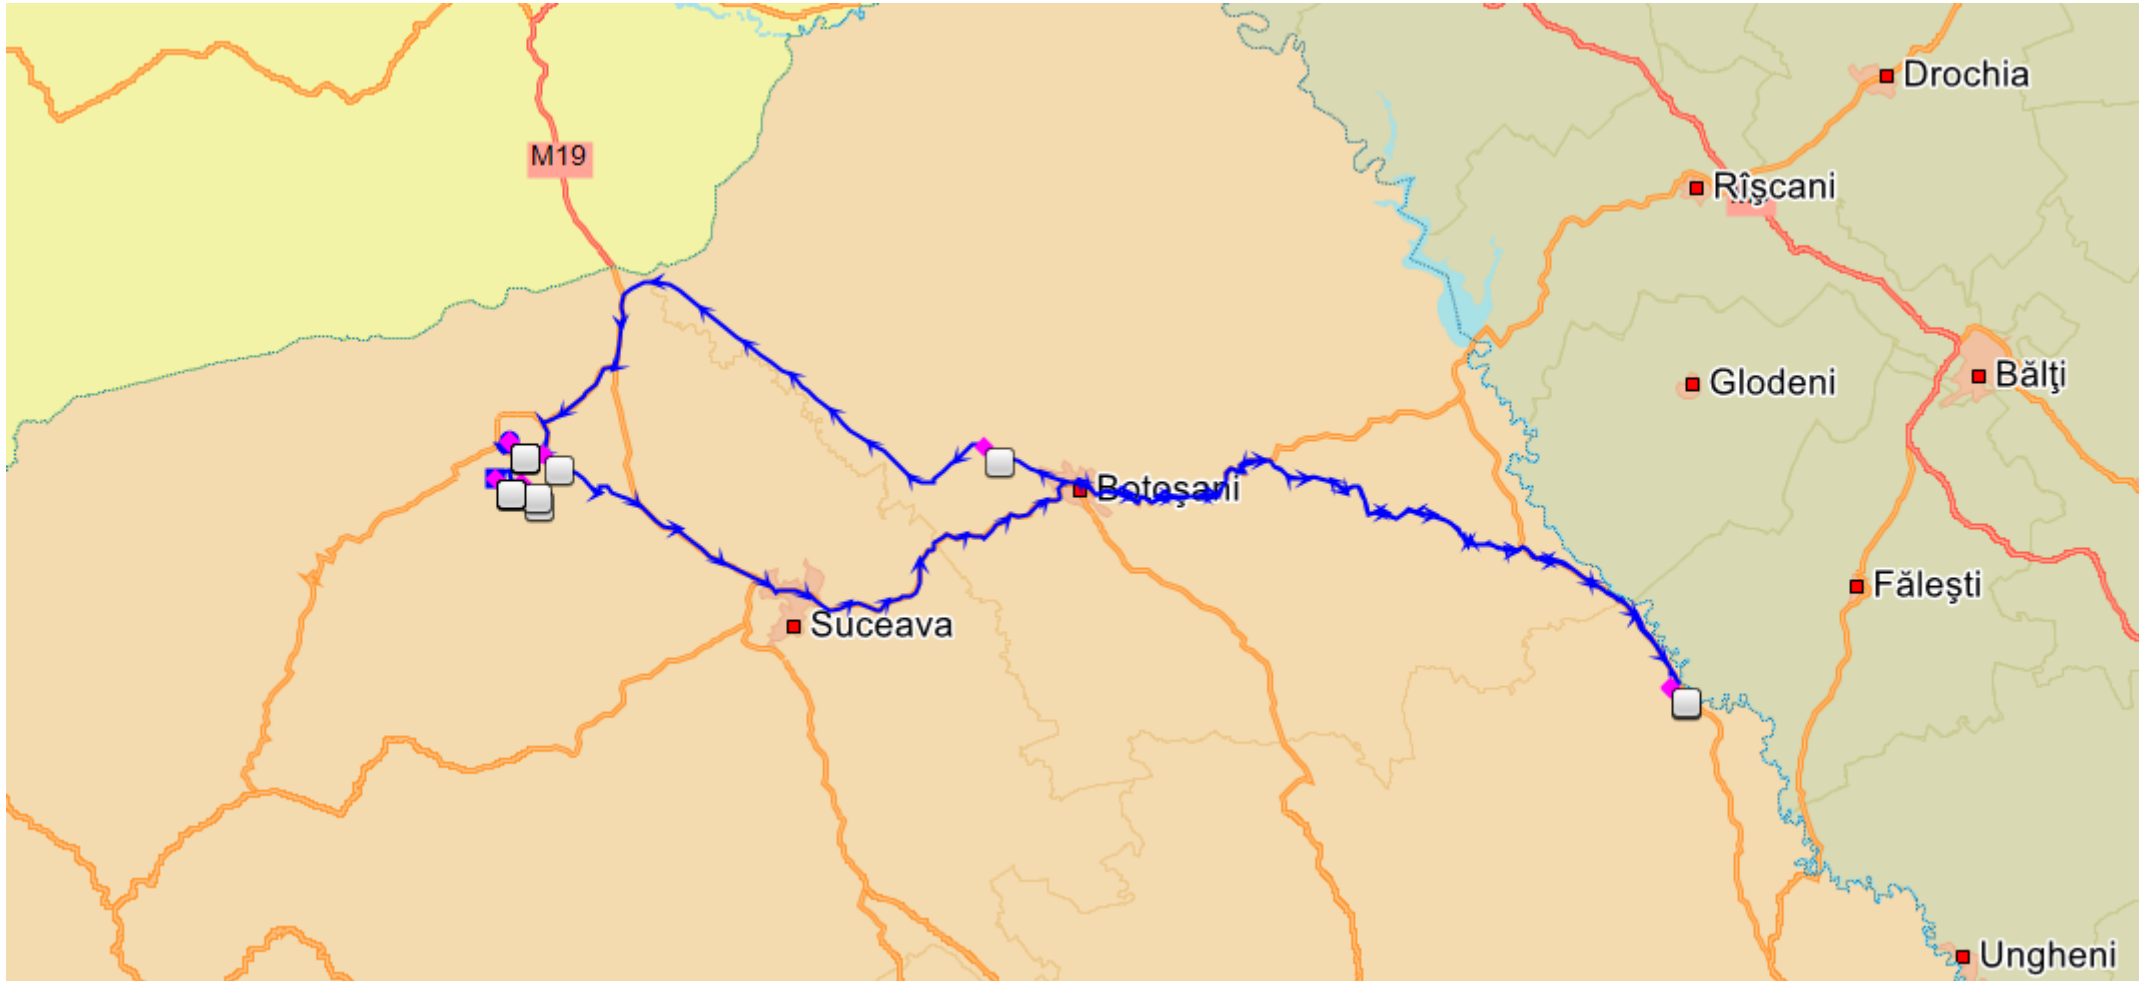 Drochia
M19
Rîşcani
Glodeni
Bălţi
Botoşani
Făleşti
Suceava
Ungheni